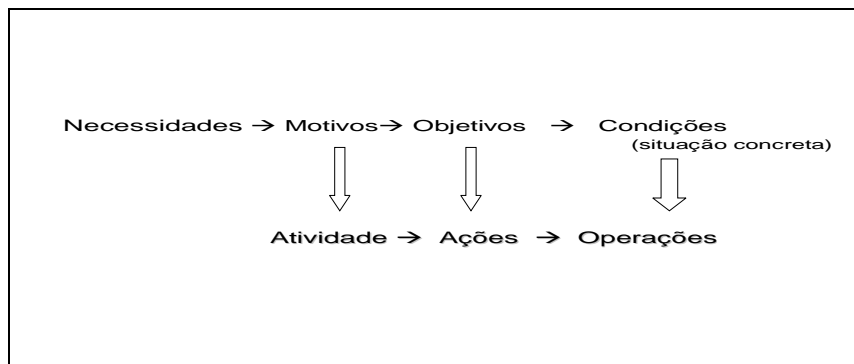 Necessidades → Motivos → Objetivos → Condições
(situação concreta)
Atividade → Ações → Operações